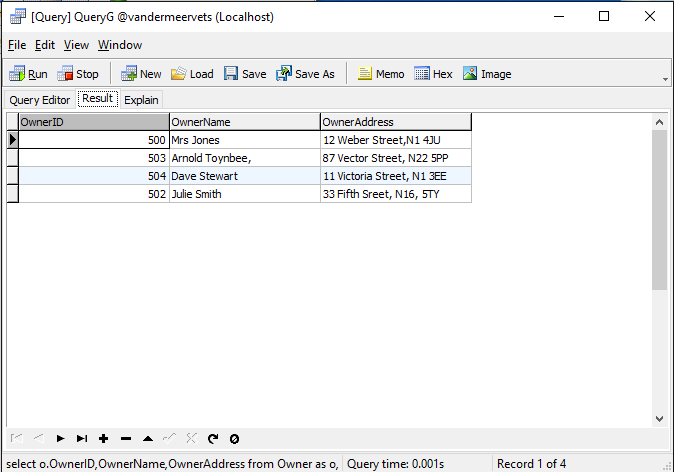 [Query] QueryG @vandermeervets (Localhost)
File Edit View Window
Run Stop New Load Save Save As Memo Hex Image
Query Editor Result Explain
OwnerID OwnerName OwnerAddress
500 Mrs Jones 12 Weber Street,N1 4JU
503 Arnold Toynbee, 87 Vector Street, N22 5PP
504 Dave Stewart 11 Victoria Street, N1 3EE
502 Julie Smith 33 Fifth Sreet, N16, 5TY
select o.OwnerID,OwnerName,OwnerAddress from Owner as o, Query time: 0.001s Record 1 of 4